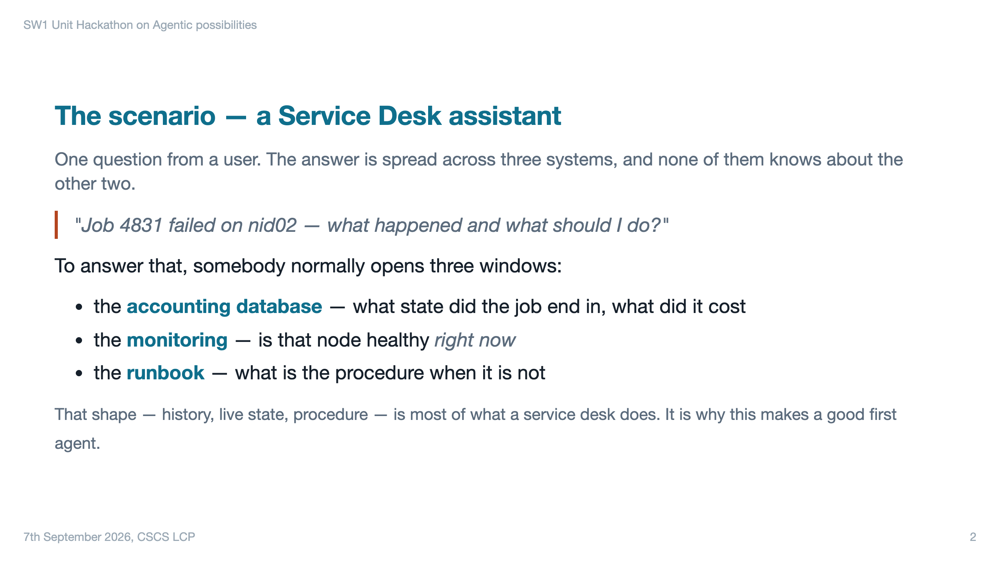 SW1 Unit Hackathon on Agentic possibilities
The scenario — a Service Desk assistant
One question from a user. The answer is spread across three systems, and none of them knows about the
other two.
"Job 4831 failed on nid02 — what happened and what should I do?"
To answer that, somebody normally opens three windows:
• the accounting database — what state did the job end in, what did it cost
• the monitoring — is that node healthy right now
• the runbook — what is the procedure when it is not
That shape — history, live state, procedure — is most of what a service desk does. It is why this makes a good first
agent.
7th September 2026, CSCS LCP
2